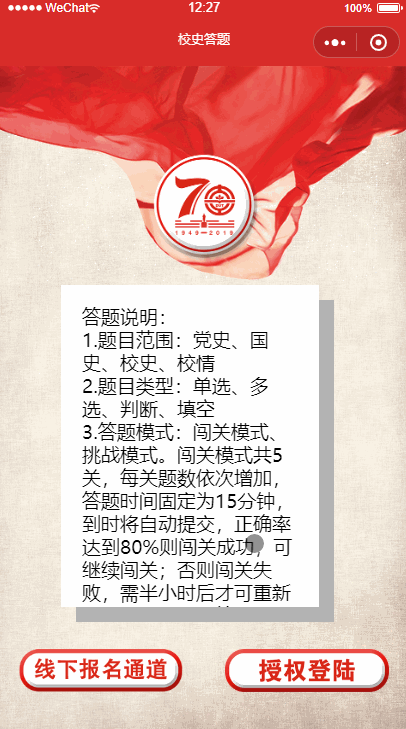 ●●●●● WeChat
12:27
100%
校史答题
70
1949—2019
答题说明：
1.题目范围：党史、国
史、校史、校情
2.题目类型：单选、多
选、判断、填空
3.答题模式：闯关模式、
挑战模式。闯关模式共5
关，每关题数依次增加，
答题时间固定为15分钟，
到时将自动提交，正确率
达到80%则闯关成功，可
继续闯关；否则闯关失
败，需半小时后才可重新
线下报名通道
授权登陆